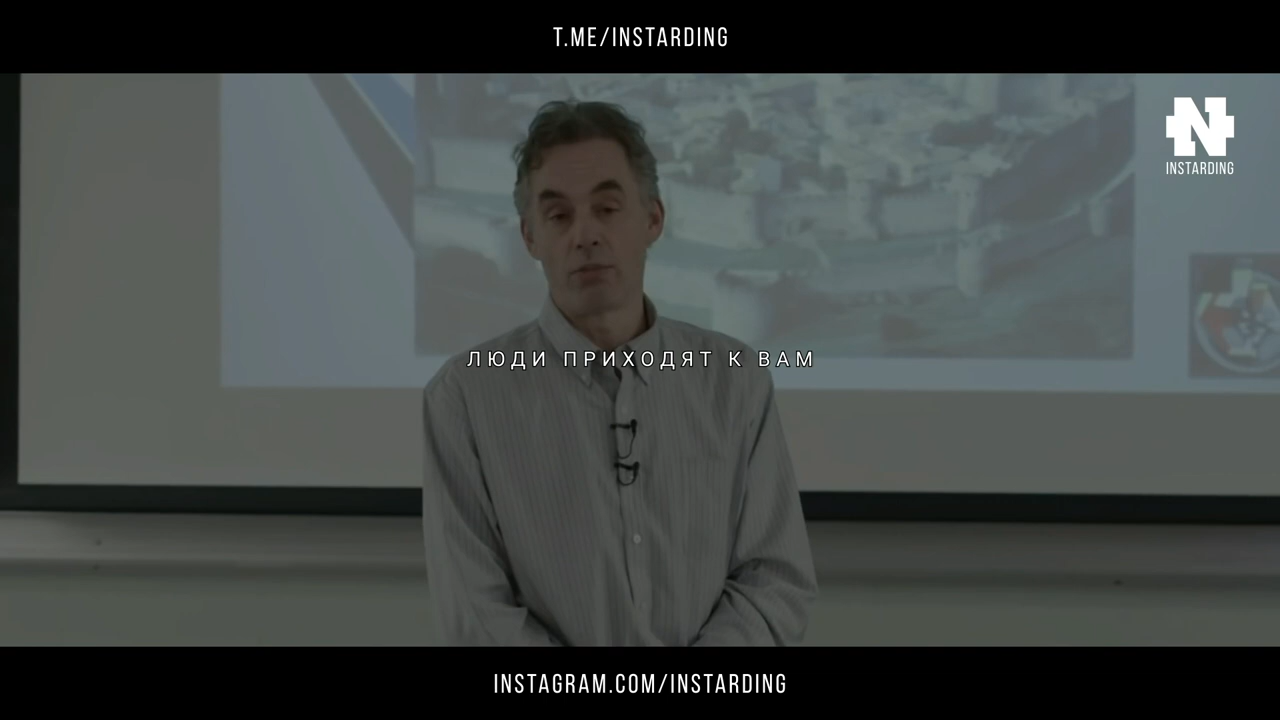 T.ME/INSTARDING
N
INSTARDING
ЛЮДИ ПРИХОДЯТ К ВАМ
INSTAGRAM.COM/INSTARDING